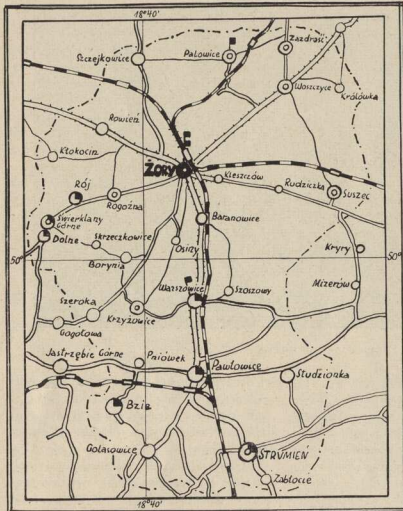 18°40'
Szczejkowice
Palowice
Zazdrość
Woszczyce
Królówka
Rowień
Kłokocin
ŻORY
Kleszczów
Rudziczka
Suszec
Rój
Rogoźna
Świerklany
Górne
Dolne
Skrzeczkowice
Baranowice
Osiny
Borynia
Kryry
50°
50°
Warszowice
Szoszowy
Mizerów
Szeroka
Krzyżowice
Gogołowa
Jastrzębie Górne
Pniówek
Pawłowice
Studzionka
Bzie
Golasowice
STRUMIEŃ
Zabłocie
18°40'